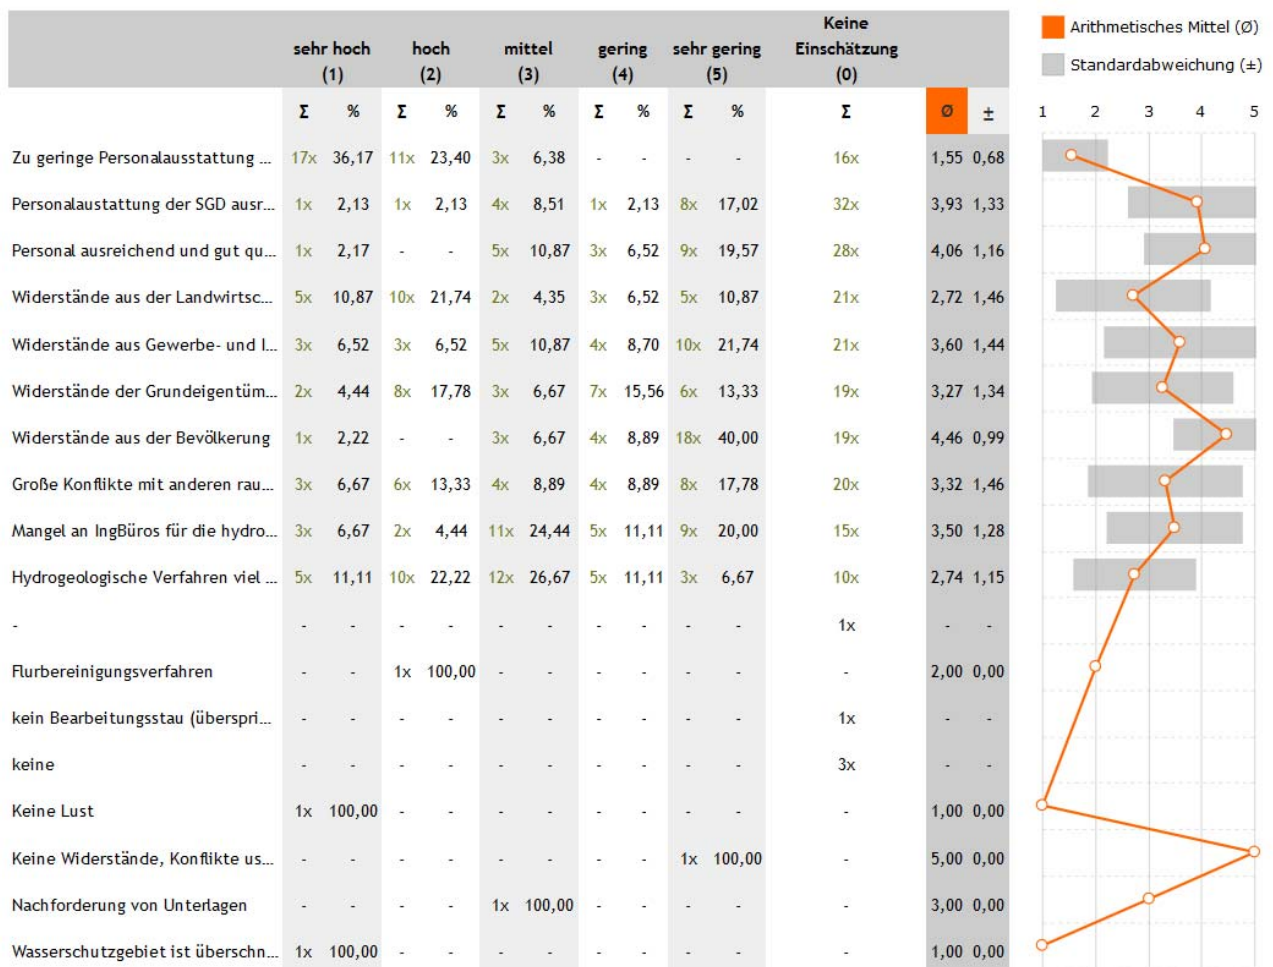 sehr hoch (1) hoch (2) mittel (3) gering (4) sehr gering (5) Keine Einschätzung (0)
Arithmetisches Mittel (Ø)
Standardabweichung (±)
Σ % Σ % Σ % Σ % Σ % Σ Ø ± 1 2 3 4 5
Zu geringe Personalausstattung ... 17x 36,17 11x 23,40 3x 6,38 - - - - 16x 1,55 0,68
Personalaustattung der SGD ausr... 1x 2,13 1x 2,13 4x 8,51 1x 2,13 8x 17,02 32x 3,93 1,33
Personal ausreichend und gut qu... 1x 2,17 - - 5x 10,87 3x 6,52 9x 19,57 28x 4,06 1,16
Widerstände aus der Landwirtsc... 5x 10,87 10x 21,74 2x 4,35 3x 6,52 5x 10,87 21x 2,72 1,46
Widerstände aus Gewerbe- und I... 3x 6,52 3x 6,52 5x 10,87 4x 8,70 10x 21,74 21x 3,60 1,44
Widerstände der Grundeigentüm... 2x 4,44 8x 17,78 3x 6,67 7x 15,56 6x 13,33 19x 3,27 1,34
Widerstände aus der Bevölkerung 1x 2,22 - - 3x 6,67 4x 8,89 18x 40,00 19x 4,46 0,99
Große Konflikte mit anderen rau... 3x 6,67 6x 13,33 4x 8,89 4x 8,89 8x 17,78 20x 3,32 1,46
Mangel an IngBüros für die hydro... 3x 6,67 2x 4,44 11x 24,44 5x 11,11 9x 20,00 15x 3,50 1,28
Hydrogeologische Verfahren viel ... 5x 11,11 10x 22,22 12x 26,67 5x 11,11 3x 6,67 10x 2,74 1,15
- - - - - - - - - - - 1x - -
Flurbereinigungsverfahren - - 1x 100,00 - - - - - - - 2,00 0,00
kein Bearbeitungsstau (überspri... - - - - - - - - - - 1x - -
keine - - - - - - - - - - 3x - -
Keine Lust 1x 100,00 - - - - - - - - - 1,00 0,00
Keine Widerstände, Konflikte us... - - - - - - - - 1x 100,00 - 5,00 0,00
Nachforderung von Unterlagen - - - - 1x 100,00 - - - - - 3,00 0,00
Wasserschutzgebiet ist überschn... 1x 100,00 - - - - - - - - - 1,00 0,00